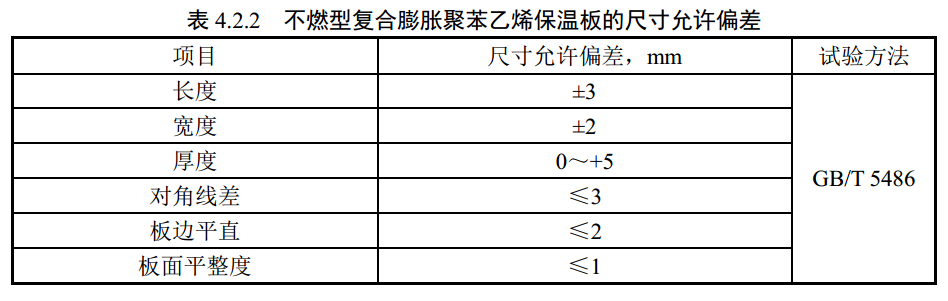 表 4.2.2 不燃型复合膨胀聚苯乙烯保温板的尺寸允许偏差
项目 尺寸允许偏差，mm 试验方法
长度 ±3
宽度 ±2
厚度 0～+5
对角线差 ≤3
板边平直 ≤2
板面平整度 ≤1
GB/T 5486